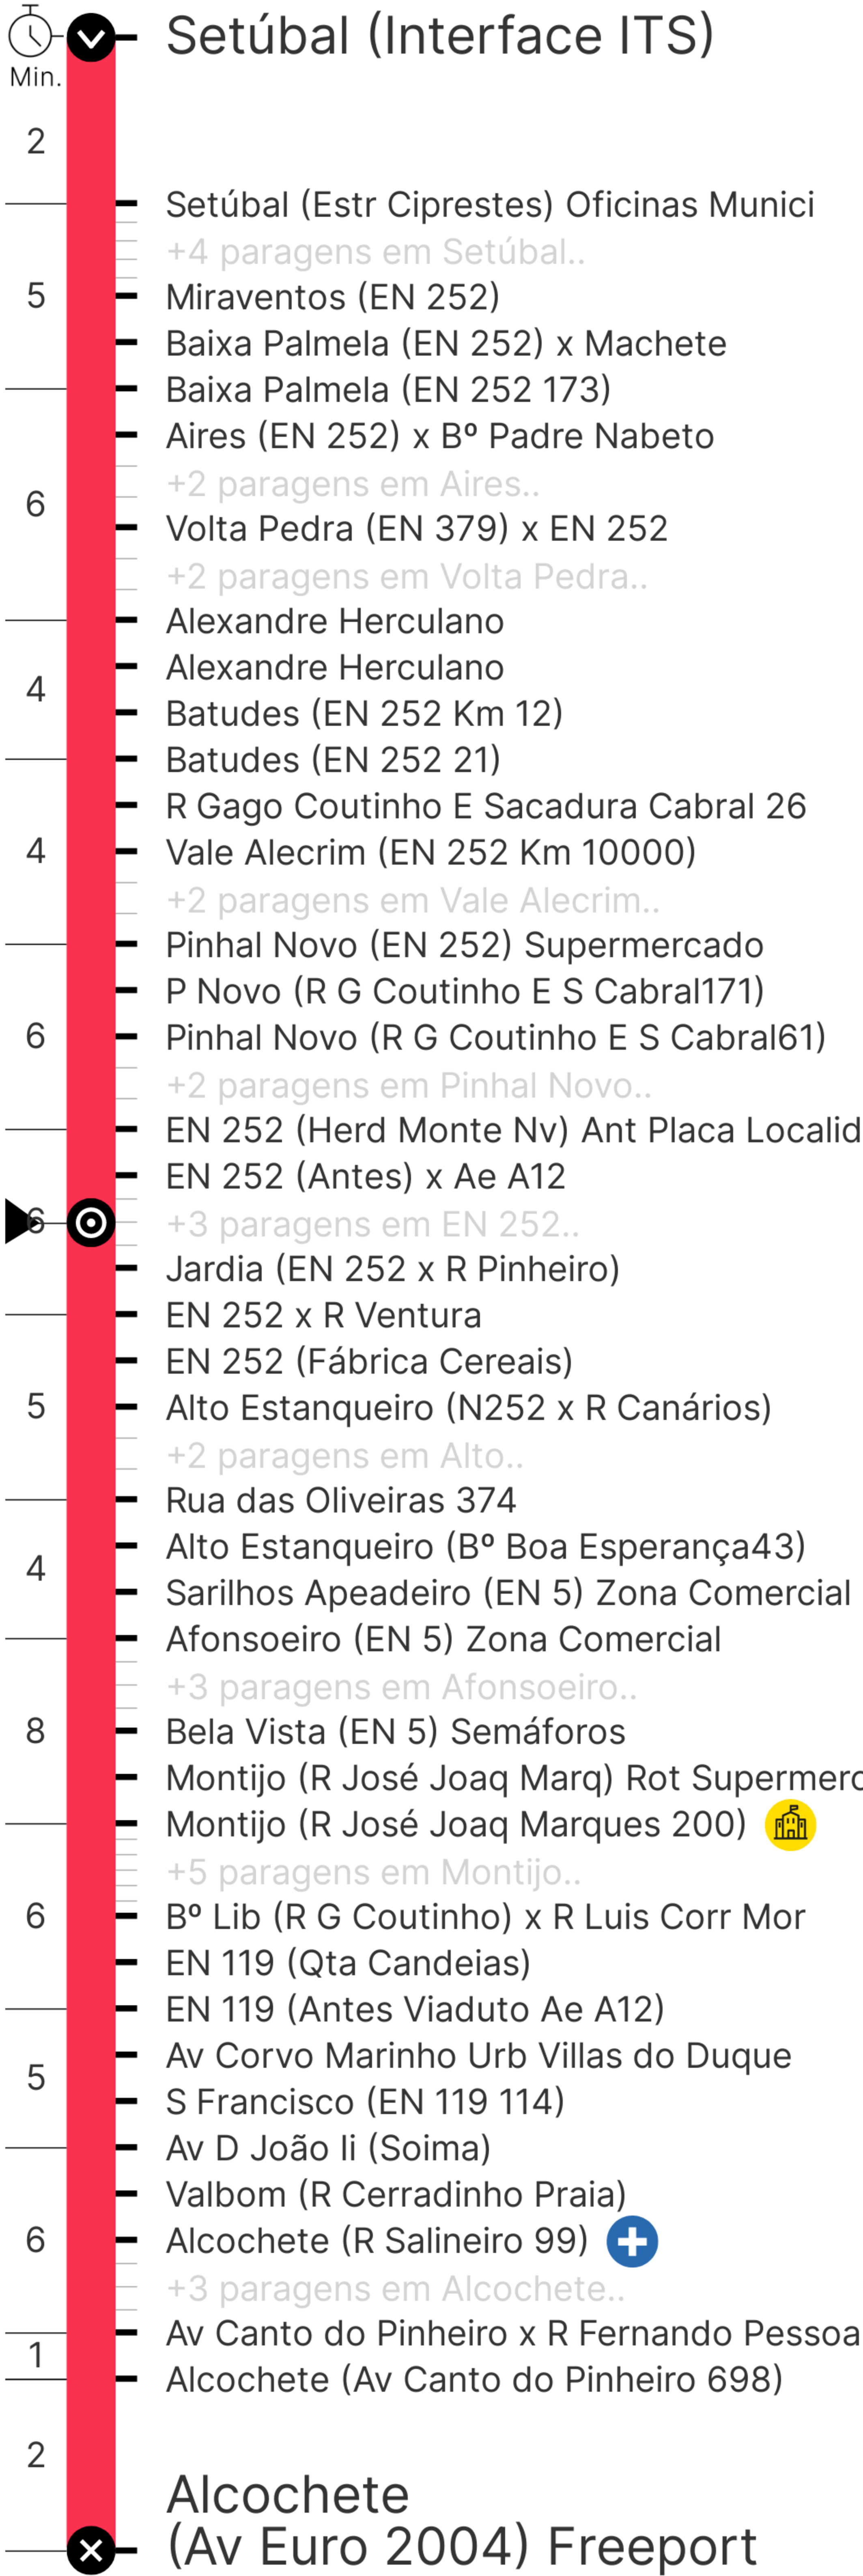 Setúbal (Interface ITS)
Min.
2
Setúbal (Estr Ciprestes) Oficinas Munici
+4 paragens em Setúbal..
5
Miraventos (EN 252)
Baixa Palmela (EN 252) x Machete
Baixa Palmela (EN 252 173)
Aires (EN 252) x Bº Padre Nabeto
+2 paragens em Aires..
6
Volta Pedra (EN 379) x EN 252
+2 paragens em Volta Pedra..
Alexandre Herculano
Alexandre Herculano
4
Batudes (EN 252 Km 12)
Batudes (EN 252 21)
R Gago Coutinho E Sacadura Cabral 26
4
Vale Alecrim (EN 252 Km 10000)
+2 paragens em Vale Alecrim..
Pinhal Novo (EN 252) Supermercado
P Novo (R G Coutinho E S Cabral171)
6
Pinhal Novo (R G Coutinho E S Cabral61)
+2 paragens em Pinhal Novo..
EN 252 (Herd Monte Nv) Ant Placa Localid
EN 252 (Antes) x Ae A12
6
+3 paragens em EN 252..
Jardia (EN 252 x R Pinheiro)
EN 252 x R Ventura
EN 252 (Fábrica Cereais)
5
Alto Estanqueiro (N252 x R Canários)
+2 paragens em Alto..
Rua das Oliveiras 374
Alto Estanqueiro (Bº Boa Esperança43)
4
Sarilhos Apeadeiro (EN 5) Zona Comercial
Afonsoeiro (EN 5) Zona Comercial
+3 paragens em Afonsoeiro..
8
Bela Vista (EN 5) Semáforos
Montijo (R José Joaq Marq) Rot Supermerc
Montijo (R José Joaq Marques 200)
+5 paragens em Montijo..
6
Bº Lib (R G Coutinho) x R Luis Corr Mor
EN 119 (Qta Candeias)
EN 119 (Antes Viaduto Ae A12)
Av Corvo Marinho Urb Villas do Duque
5
S Francisco (EN 119 114)
Av D João Ii (Soima)
Valbom (R Cerradinho Praia)
6
Alcochete (R Salineiro 99)
+3 paragens em Alcochete..
Av Canto do Pinheiro x R Fernando Pessoa
1
Alcochete (Av Canto do Pinheiro 698)
2
Alcochete
(Av Euro 2004) Freeport